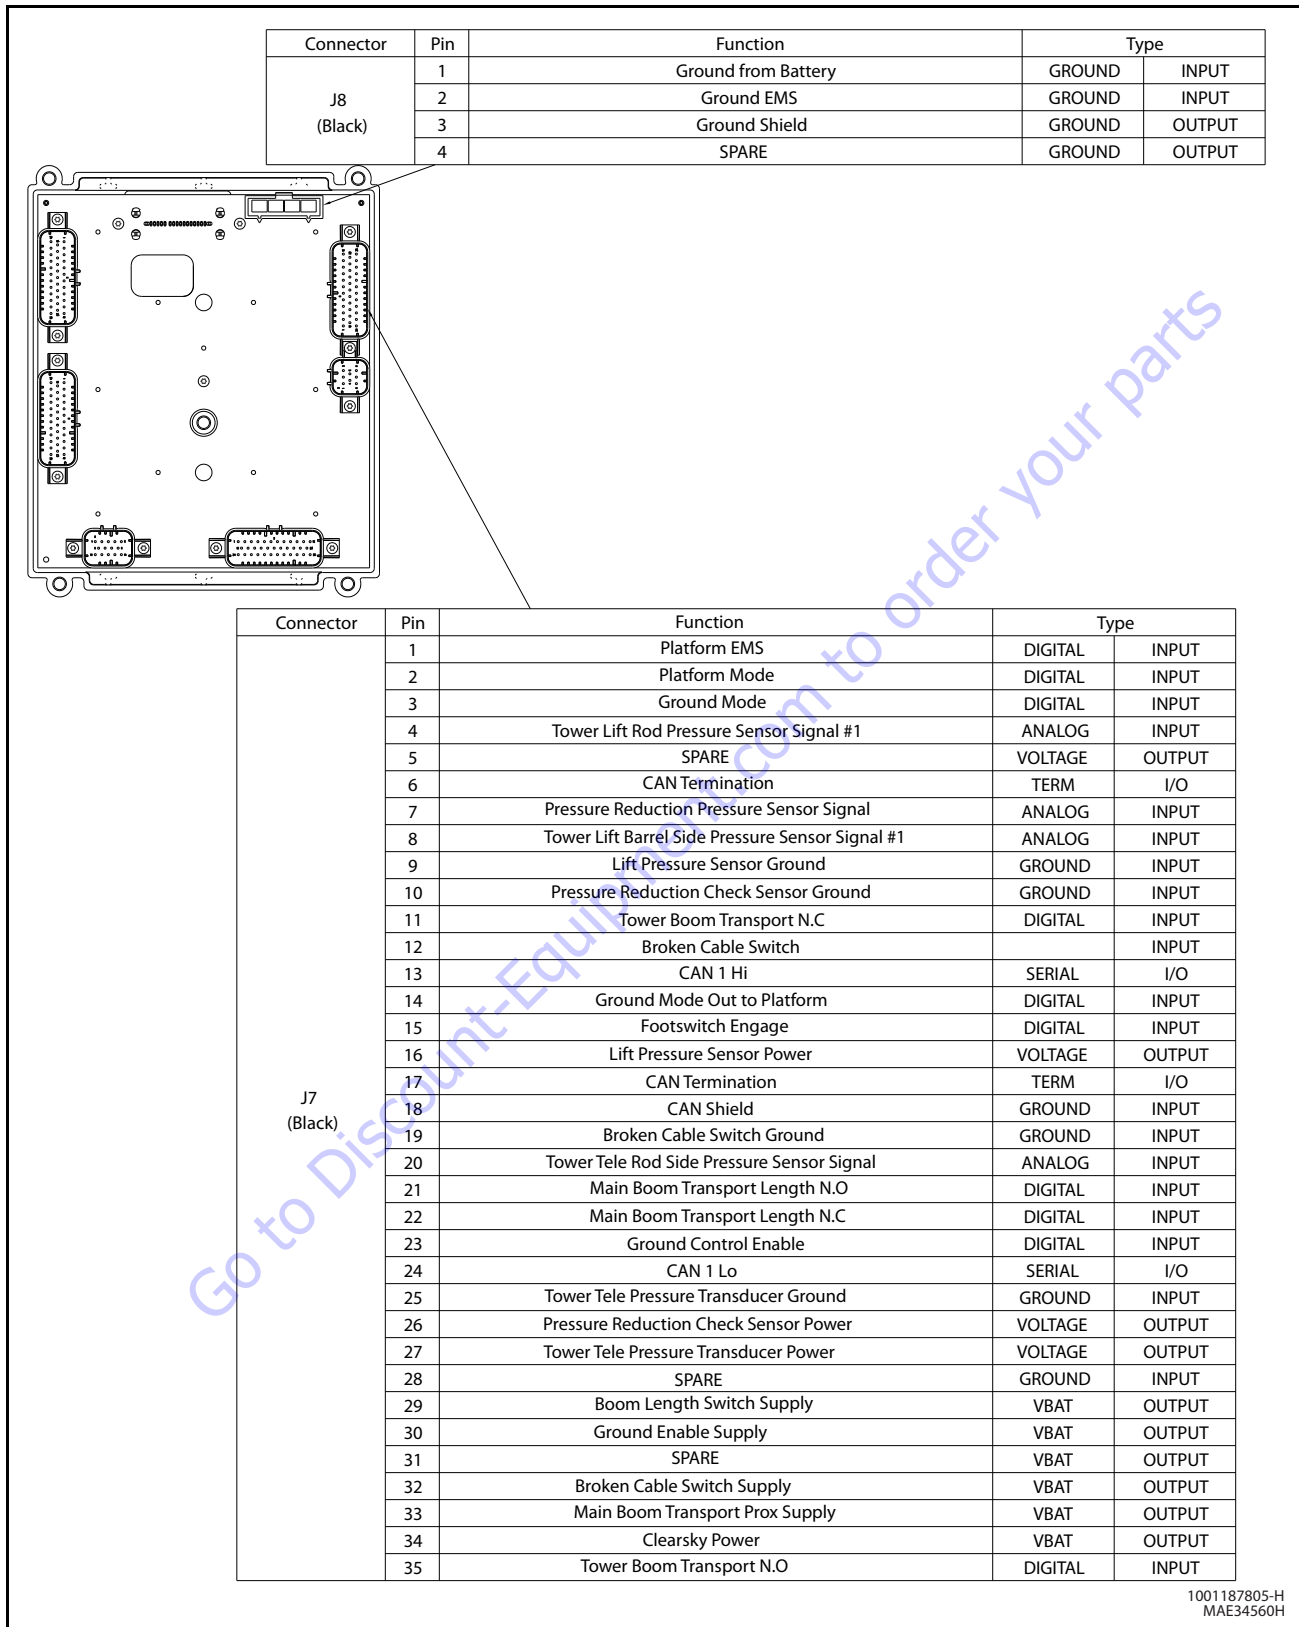 Connector Pin Function Type
J8
(Black)
1 Ground from Battery GROUND INPUT
2 Ground EMS GROUND INPUT
3 Ground Shield GROUND OUTPUT
4 SPARE GROUND OUTPUT
Connector Pin Function Type
1 Platform EMS DIGITAL INPUT
2 Platform Mode DIGITAL INPUT
3 Ground Mode DIGITAL INPUT
4 Tower Lift Rod Pressure Sensor Signal #1 ANALOG INPUT
5 SPARE VOLTAGE OUTPUT
6 CAN Termination TERM I/O
7 Pressure Reduction Pressure Sensor Signal ANALOG INPUT
8 Tower Lift Barrel Side Pressure Sensor Signal #1 ANALOG INPUT
9 Lift Pressure Sensor Ground GROUND INPUT
10 Pressure Reduction Check Sensor Ground GROUND INPUT
11 Tower Boom Transport N.C DIGITAL INPUT
12 Broken Cable Switch INPUT
13 CAN 1 Hi SERIAL I/O
14 Ground Mode Out to Platform DIGITAL INPUT
15 Footswitch Engage DIGITAL INPUT
16 Lift Pressure Sensor Power VOLTAGE OUTPUT
17 CAN Termination TERM I/O
J7
(Black)
18 CAN Shield GROUND INPUT
19 Broken Cable Switch Ground GROUND INPUT
20 Tower Tele Rod Side Pressure Sensor Signal ANALOG INPUT
21 Main Boom Transport Length N.O DIGITAL INPUT
22 Main Boom Transport Length N.C DIGITAL INPUT
23 Ground Control Enable DIGITAL INPUT
24 CAN 1 Lo SERIAL I/O
25 Tower Tele Pressure Transducer Ground GROUND INPUT
26 Pressure Reduction Check Sensor Power VOLTAGE OUTPUT
27 Tower Tele Pressure Transducer Power VOLTAGE OUTPUT
28 SPARE GROUND INPUT
29 Boom Length Switch Supply VBAT OUTPUT
30 Ground Enable Supply VBAT OUTPUT
31 SPARE VBAT OUTPUT
32 Broken Cable Switch Supply VBAT OUTPUT
33 Main Boom Transport Prox Supply VBAT OUTPUT
34 Clearsky Power VBAT OUTPUT
35 Tower Boom Transport N.O DIGITAL INPUT
1001187805-H
MAE34560H
Go to Discount-Equipment.com to order your parts